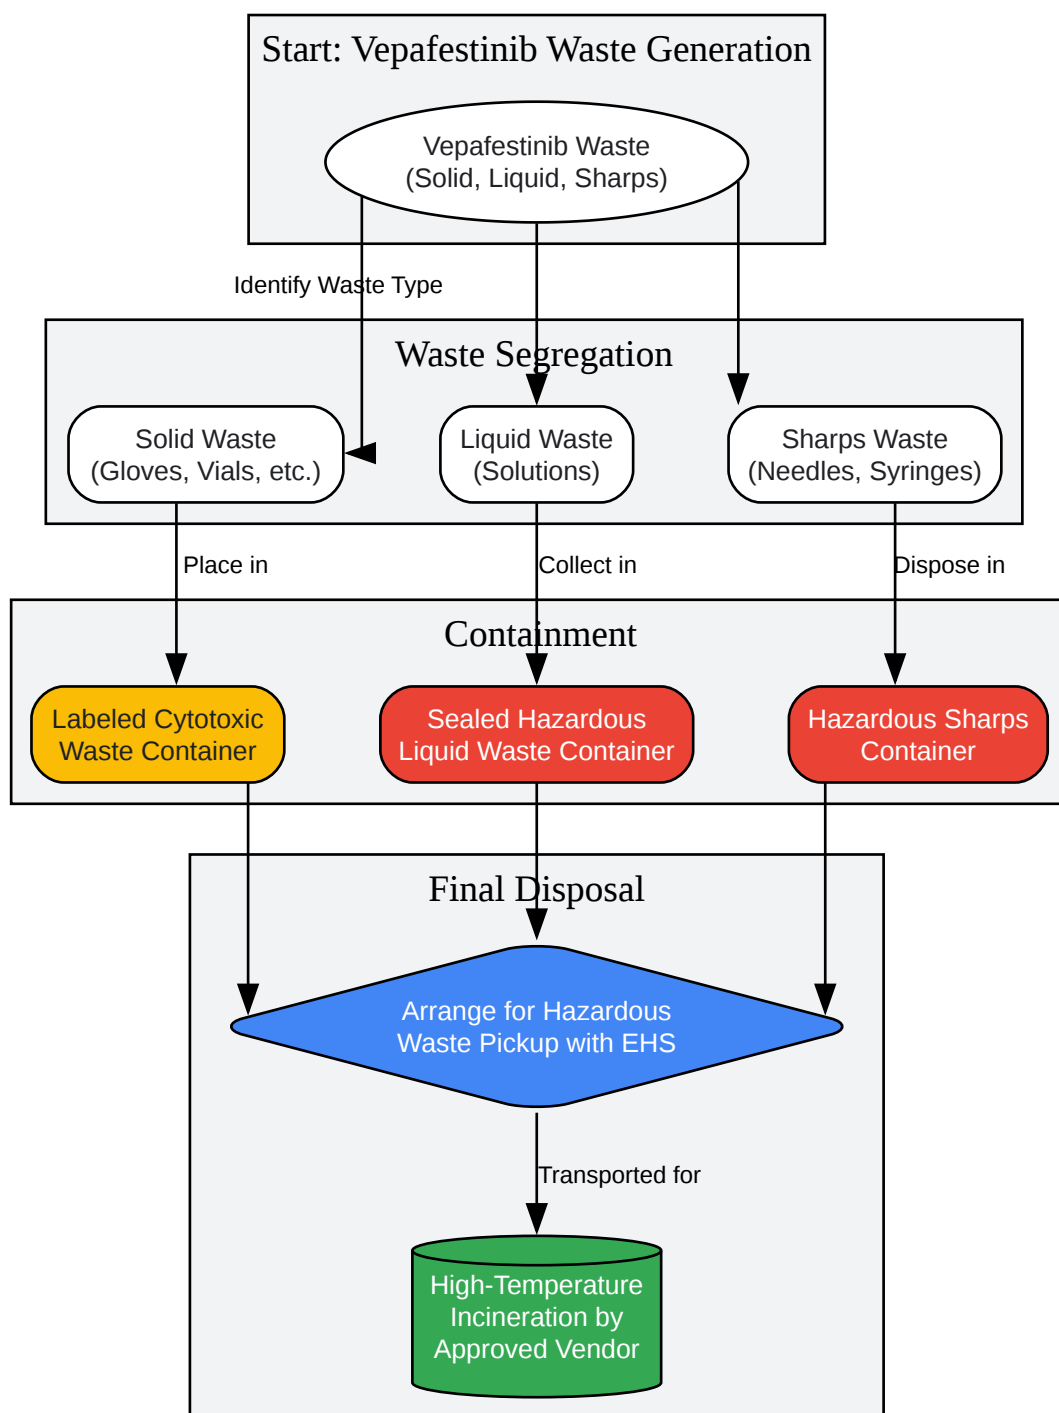 Start: Vepafestinib Waste Generation
Vepafestinib Waste
(Solid, Liquid, Sharps)
Identify Waste Type
Waste Segregation
Solid Waste
(Gloves, Vials, etc.)
Liquid Waste
(Solutions)
Sharps Waste
(Needles, Syringes)
Place in
Collect in
Dispose in
Containment
Labeled Cytotoxic
Waste Container
Sealed Hazardous
Liquid Waste Container
Hazardous Sharps
Container
Final Disposal
Arrange for Hazardous
Waste Pickup with EHS
Transported for
High-Temperature
Incineration by
Approved Vendor